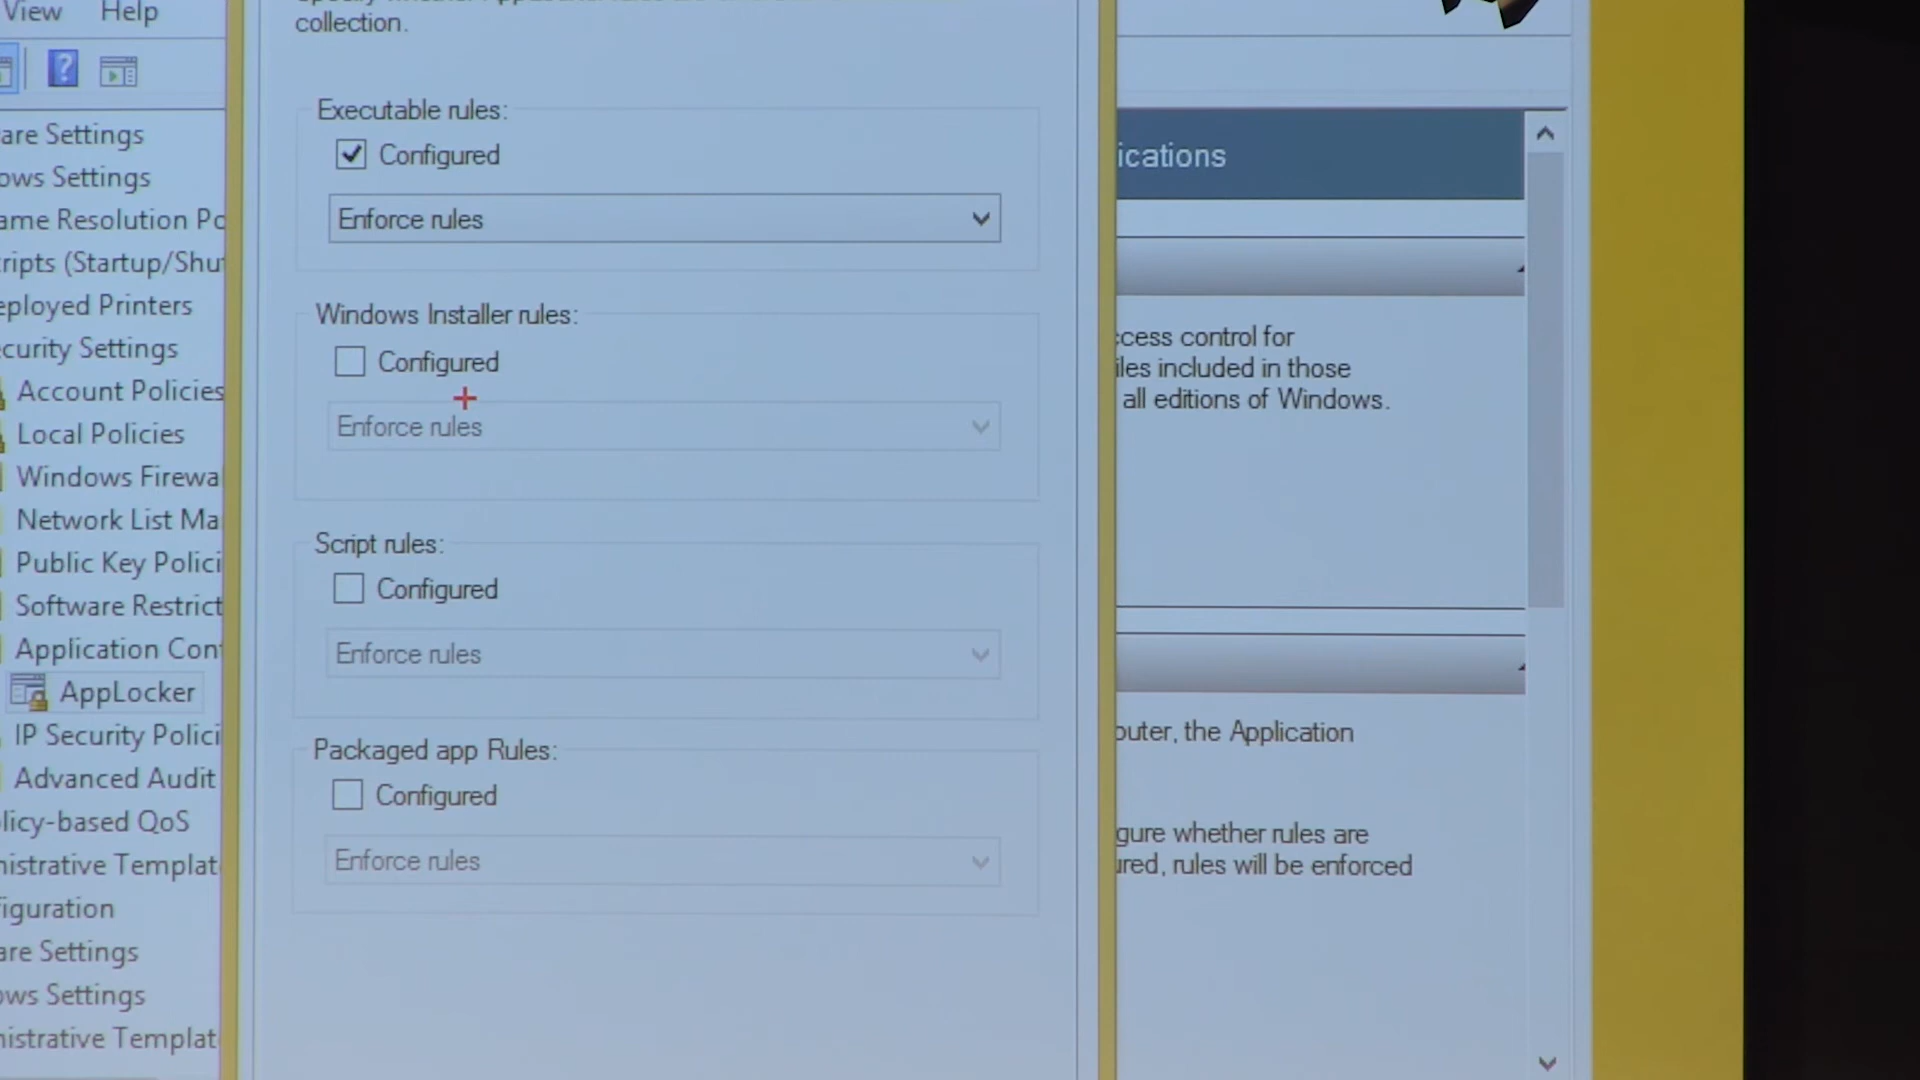 View Help
collection.
are Settings
ows Settings
ame Resolution Po
ripts (Startup/Shu
eployed Printers
curity Settings
Account Policies
Local Policies
Windows Firewa
Network List Ma
Public Key Polici
Software Restrict
Application Con
AppLocker
IP Security Polici
Advanced Audit
licy-based QoS
nistrative Templat
figuration
are Settings
ows Settings
nistrative Templat
Executable rules:
Configured
Enforce rules
Windows Installer rules:
Configured
Enforce rules
Script rules:
Configured
Enforce rules
Packaged app Rules:
Configured
Enforce rules
ications
ccess control for
iles included in those
all editions of Windows.
outer, the Application
gure whether rules are
ured, rules will be enforced